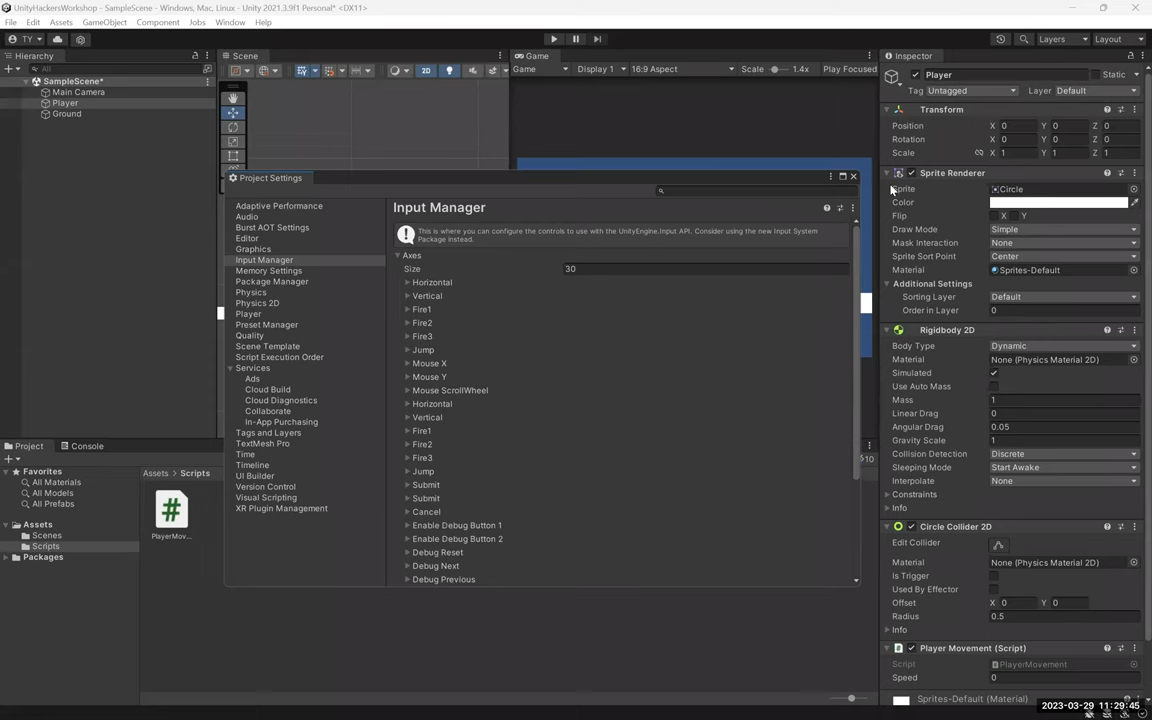 UnityHackersWorkshop - SampleScene - Windows, Mac, Linux - Unity 2021.3.9f1 Personal* <DX11>
File Edit Assets GameObject Component Jobs Window Help
TY Layers Layout
Hierarchy
All
SampleScene*
Main Camera
Player
Ground
Scene
2D
Game
Game Display 1 16:9 Aspect Scale 1.4x Play Focused
Project Settings
Adaptive Performance
Audio
Burst AOT Settings
Editor
Graphics
Input Manager
Memory Settings
Package Manager
Physics
Physics 2D
Player
Preset Manager
Quality
Scene Template
Script Execution Order
Services
Ads
Cloud Build
Cloud Diagnostics
Collaborate
In-App Purchasing
Tags and Layers
TextMesh Pro
Time
Timeline
UI Builder
Version Control
Visual Scripting
XR Plugin Management
Input Manager
This is where you can configure the controls to use with the UnityEngine.Input API. Consider using the new Input System
Package instead.
Axes
Size 30
Horizontal
Vertical
Fire1
Fire2
Fire3
Jump
Mouse X
Mouse Y
Mouse ScrollWheel
Horizontal
Vertical
Fire1
Fire2
Fire3
Jump
Submit
Submit
Cancel
Enable Debug Button 1
Enable Debug Button 2
Debug Reset
Debug Next
Debug Previous
Project Console
Favorites
All Materials
All Models
All Prefabs
Assets
Scenes
Scripts
Packages
Assets > Scripts
PlayerMov...
10
Inspector
Player Static
Tag Untagged Layer Default
Transform
Position X 0 Y 0 Z 0
Rotation X 0 Y 0 Z 0
Scale X 1 Y 1 Z 1
Sprite Renderer
Sprite Circle
Color
Flip X Y
Draw Mode Simple
Mask Interaction None
Sprite Sort Point Center
Material Sprites-Default
Additional Settings
Sorting Layer Default
Order in Layer 0
Rigidbody 2D
Body Type Dynamic
Material None (Physics Material 2D)
Simulated
Use Auto Mass
Mass 1
Linear Drag 0
Angular Drag 0.05
Gravity Scale 1
Collision Detection Discrete
Sleeping Mode Start Awake
Interpolate None
Constraints
Info
Circle Collider 2D
Edit Collider
Material None (Physics Material 2D)
Is Trigger
Used By Effector
Offset X 0 Y 0
Radius 0.5
Info
Player Movement (Script)
Script PlayerMovement
Speed 0
Sprites-Default (Material)
2023-03-29 11:29:45